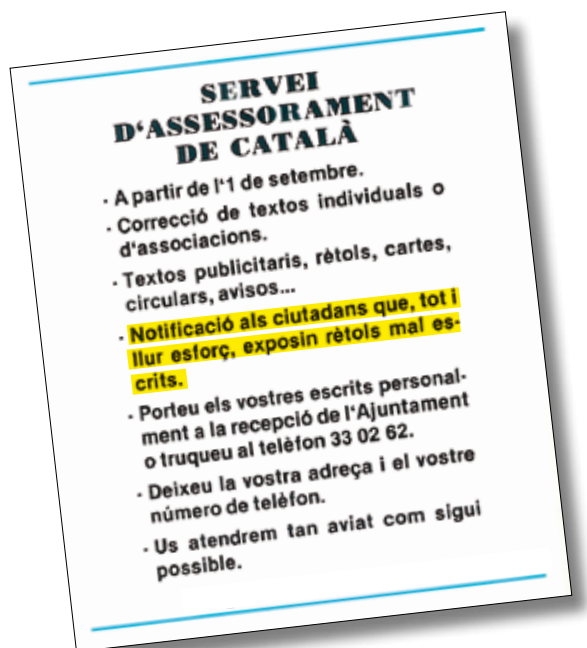 SERVEI
D'ASSESSORAMENT
DE CATALÀ
· A partir de l'1 de setembre.
· Correcció de textos individuals o
d'associacions.
· Textos publicitaris, rètols, cartes,
circulars, avisos...
· Notificació als ciutadans que, tot i
llur esforç, exposin rètols mal es-
crits.
· Porteu els vostres escrits personal-
ment a la recepció de l'Ajuntament
o truqueu al telèfon 33 02 62.
· Deixeu la vostra adreça i el vostre
número de telèfon.
· Us atendrem tan aviat com sigui
possible.